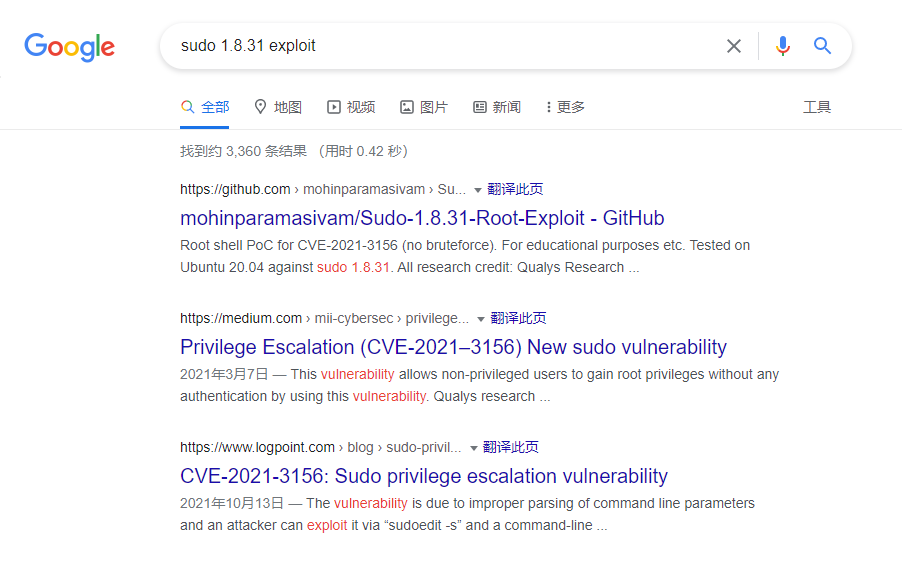 Google
sudo 1.8.31 exploit
全部 地图 视频 图片 新闻 更多 工具
找到约 3,360 条结果 （用时 0.42 秒）
https://github.com › mohinparamasivam › Su... 翻译此页
mohinparamasivam/Sudo-1.8.31-Root-Exploit - GitHub
Root shell PoC for CVE-2021-3156 (no bruteforce). For educational purposes etc. Tested on
Ubuntu 20.04 against sudo 1.8.31. All research credit: Qualys Research ...
https://medium.com › mii-cybersec › privilege... 翻译此页
Privilege Escalation (CVE-2021–3156) New sudo vulnerability
2021年3月7日 — This vulnerability allows non-privileged users to gain root privileges without any
authentication by using this vulnerability. Qualys research ...
https://www.logpoint.com › blog › sudo-privil... 翻译此页
CVE-2021-3156: Sudo privilege escalation vulnerability
2021年10月13日 — The vulnerability is due to improper parsing of command line parameters
and an attacker can exploit it via “sudoedit -s” and a command-line ...